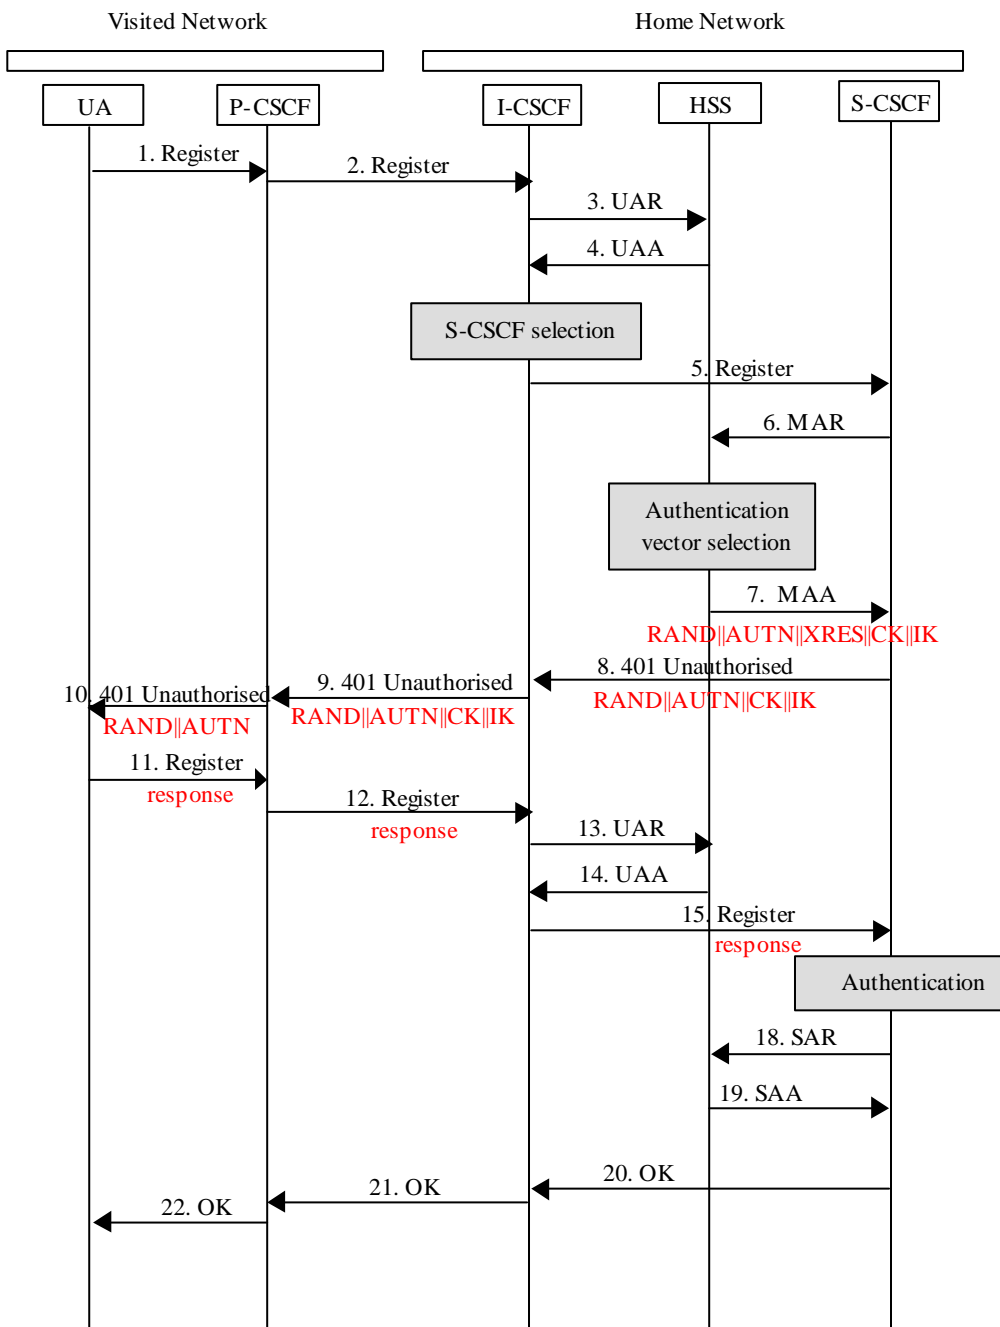 Visited Network
Home Network
UA
P-CSCF
I-CSCF
HSS
S-CSCF
1. Register
2. Register
3. UAR
4. UAA
S-CSCF selection
5. Register
6. MAR
Authentication
vector selection
7. MAA
RAND||AUTN||XRES||CK||IK
8. 401 Unauthorised
RAND||AUTN||CK||IK
9. 401 Unauthorised
RAND||AUTN||CK||IK
10. 401 Unauthorised
RAND||AUTN
11. Register
response
12. Register
response
13. UAR
14. UAA
15. Register
response
Authentication
18. SAR
19. SAA
20. OK
21. OK
22. OK